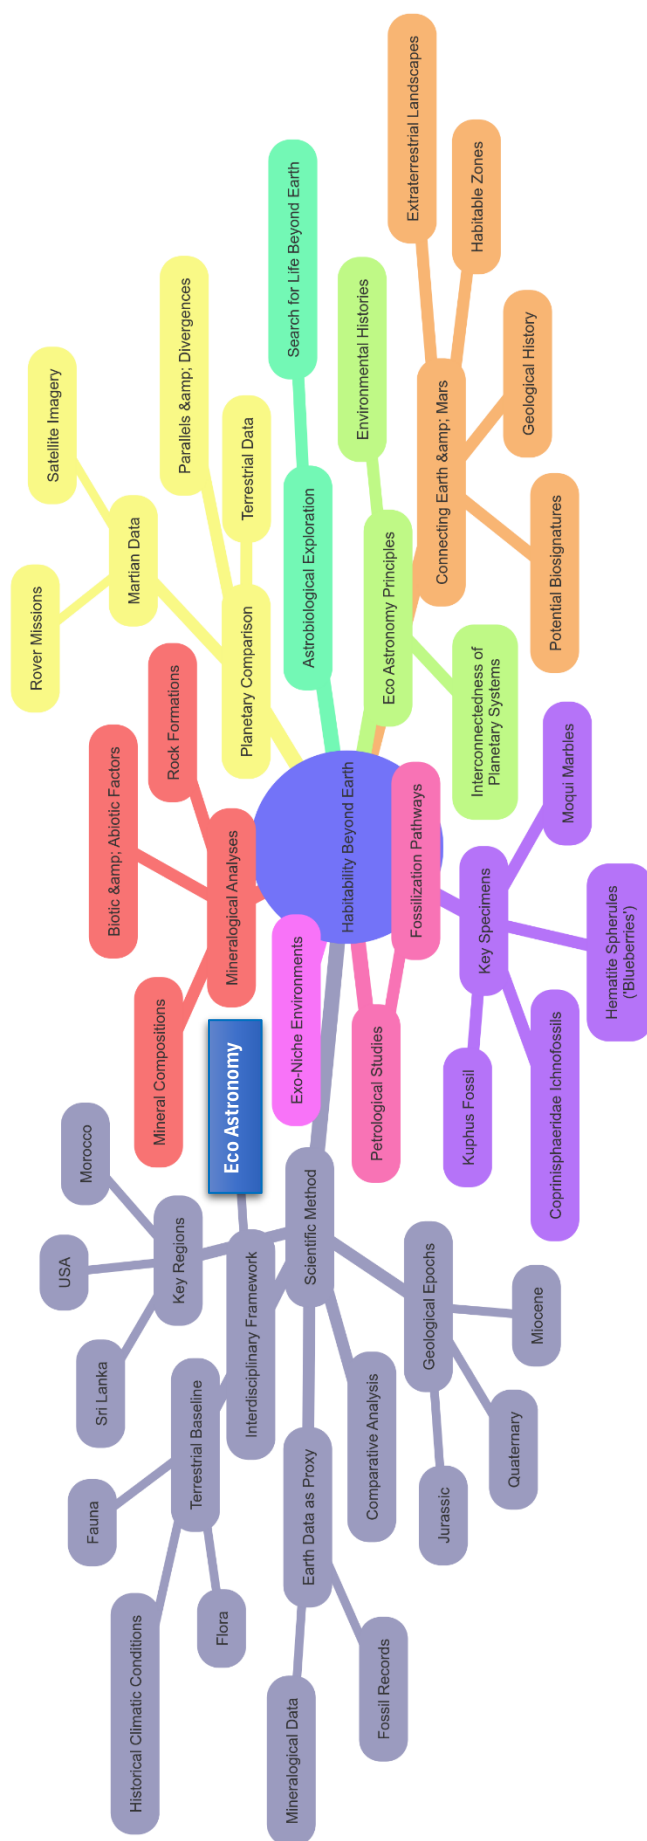 Historical Climatic Conditions
Fauna
Flora
Terrestrial Baseline
Sri Lanka
USA
Morocco
Key Regions
Interdisciplinary Framework
Eco Astronomy
Mineralogical Data
Fossil Records
Earth Data as Proxy
Comparative Analysis
Scientific Method
Jurassic
Quaternary
Miocene
Geological Epochs
Mineral Compositions
Biotic &amp; Abiotic Factors
Rock Formations
Mineralogical Analyses
Exo-Niche Environments
Petrological Studies
Fossilization Pathways
Habitability Beyond Earth
Kuphus Fossil
Coprinisphaeridae Ichnofossils
Hematite Spherules
('Blueberries')
Moqui Marbles
Key Specimens
Rover Missions
Satellite Imagery
Martian Data
Parallels &amp; Divergences
Terrestrial Data
Planetary Comparison
Astrobiological Exploration
Search for Life Beyond Earth
Eco Astronomy Principles
Environmental Histories
Interconnectedness of
Planetary Systems
Connecting Earth &amp; Mars
Extraterrestrial Landscapes
Habitable Zones
Geological History
Potential Biosignatures